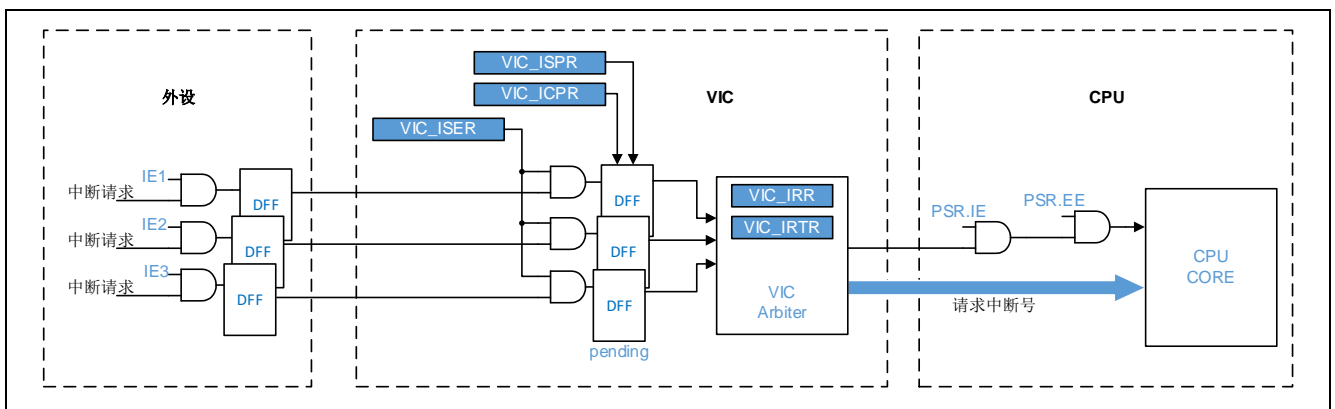 外设
IE1
中断请求
IE2
中断请求
IE3
中断请求
DFF
DFF
DFF
VIC
VIC_ISPR
VIC_ICPR
VIC_ISER
DFF
DFF
DFF
pending
VIC_IRR
VIC_IRTR
VIC
Arbiter
CPU
PSR.IE
PSR.EE
请求中断号
CPU
CORE